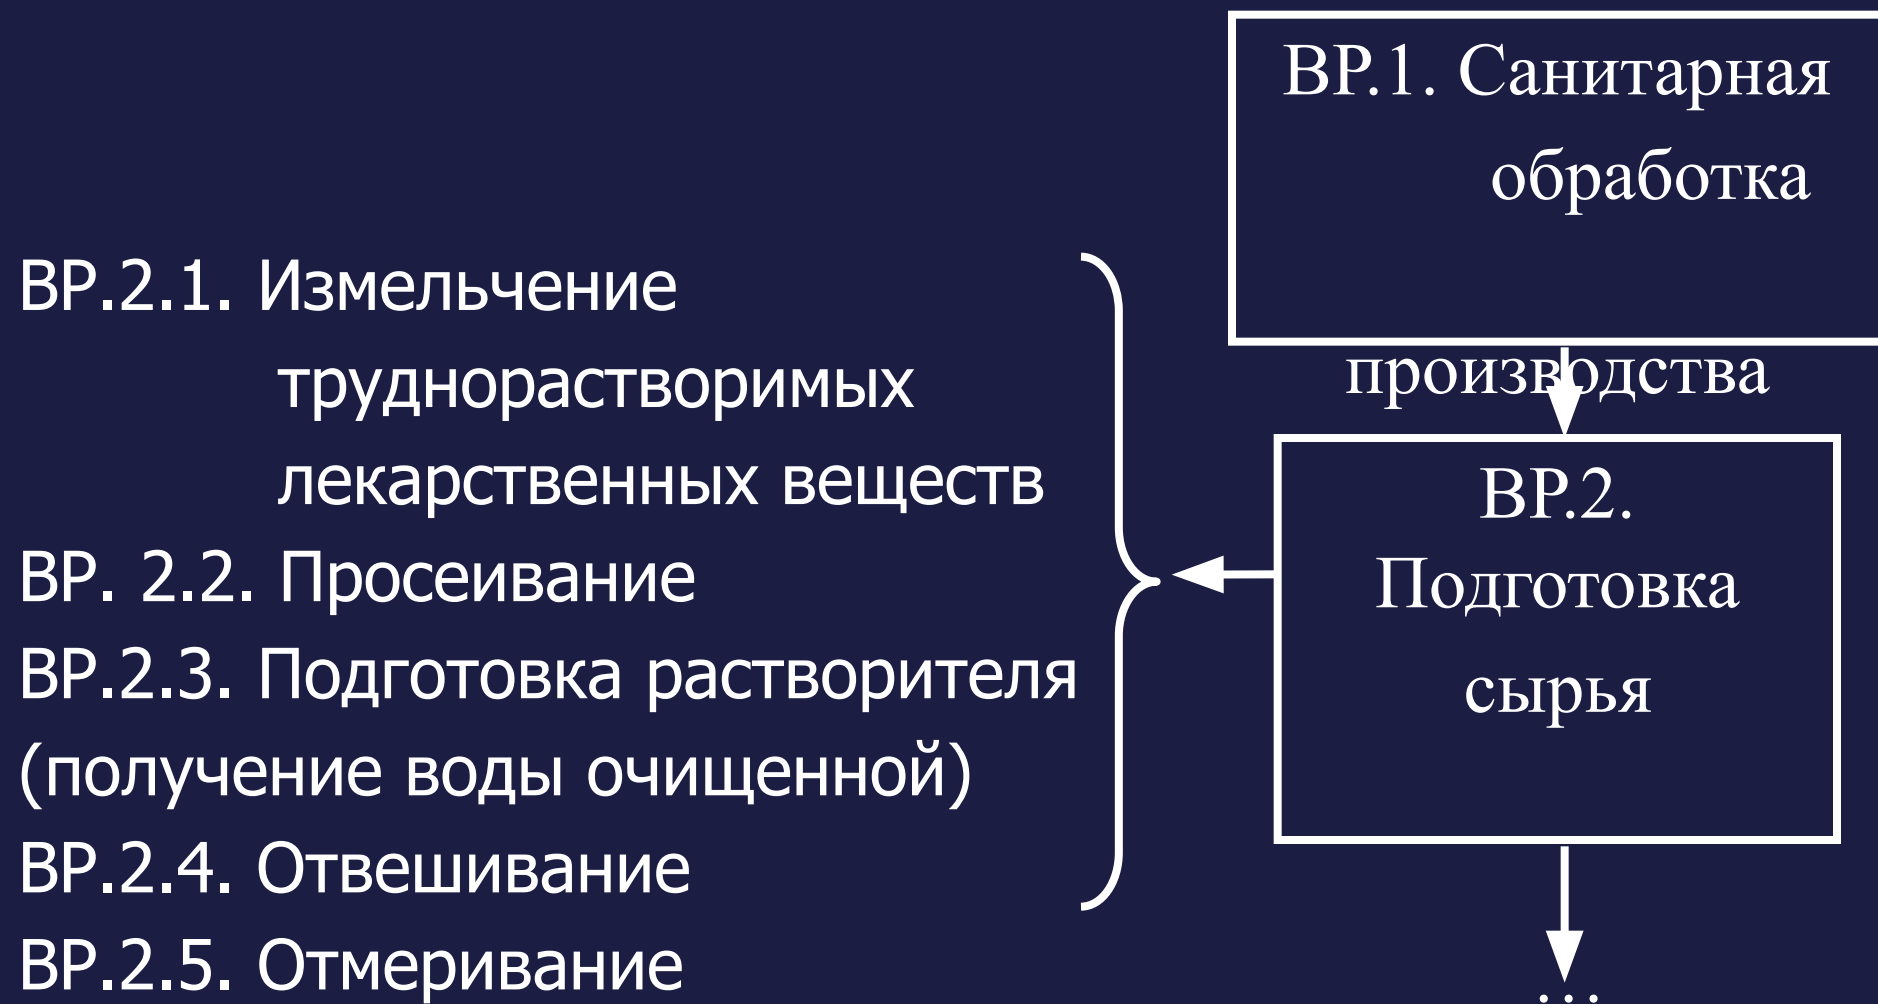 ВР.1. Санитарная
обработка
производства
ВР.2.1. Измельчение
труднорастворимых
лекарственных веществ
ВР. 2.2. Просеивание
ВР.2.3. Подготовка растворителя
(получение воды очищенной)
ВР.2.4. Отвешивание
ВР.2.5. Отмеривание
ВР.2.
Подготовка
сырья
…